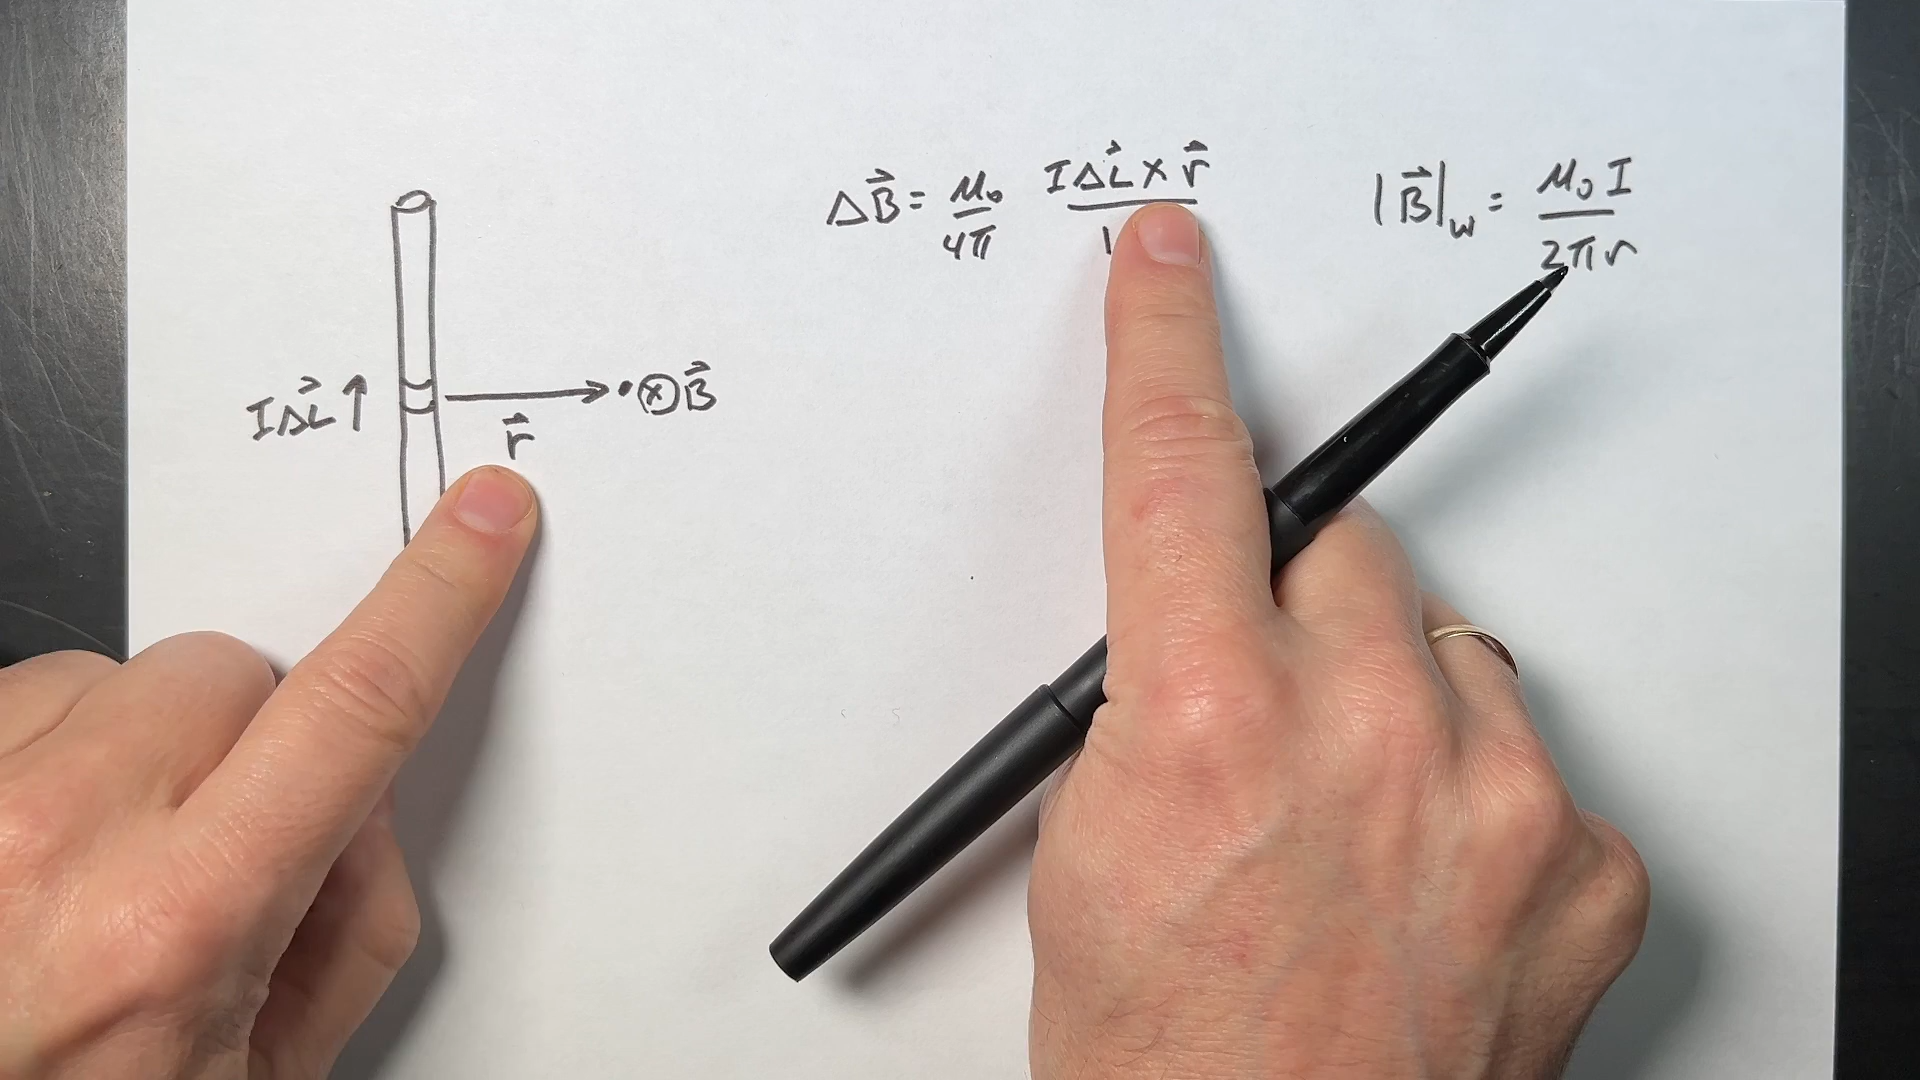 ΔB⃗ = μ₀/4π IΔL⃗ × r⃗
|B⃗|w = μ₀I/2πr
IΔL⃗ ↑
r⃗
⊗ B⃗